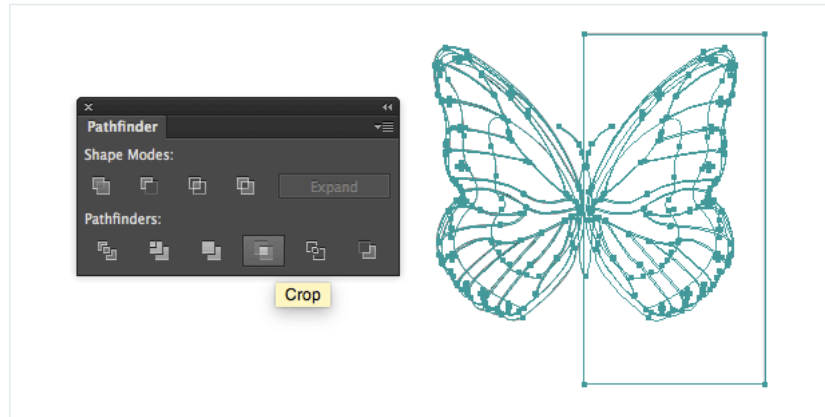 Pathfinder
Shape Modes:
Expand
Pathfinders:
Crop